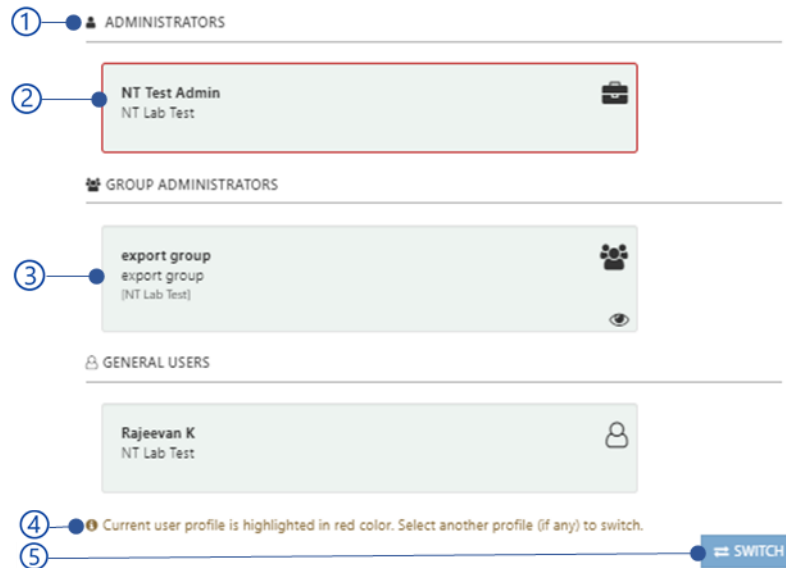 1 ADMINISTRATORS
2 NT Test Admin
NT Lab Test
GROUP ADMINISTRATORS
export group
3 export group
[NT Lab Test]
GENERAL USERS
Rajeevan K
NT Lab Test
4 Current user profile is highlighted in red color. Select another profile (if any) to switch.
5 SWITCH